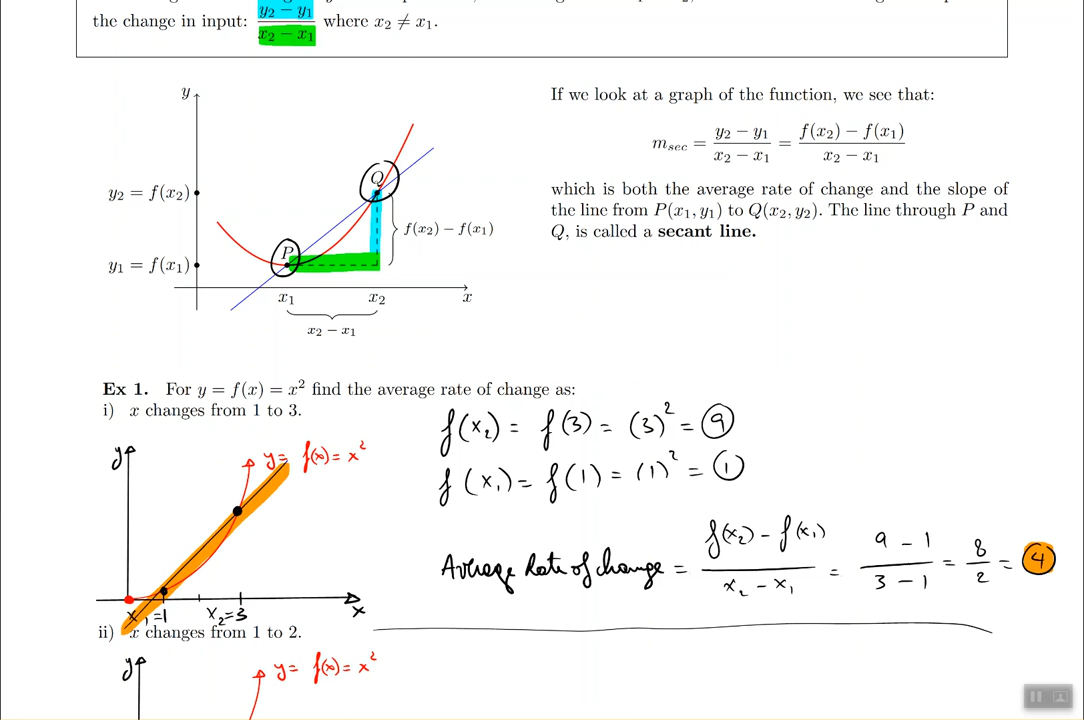 the change in input: y₂ − y₁ / x₂ − x₁ where x₂ ≠ x₁.
y
Q
y₂ = f(x₂)
f(x₂) − f(x₁)
P
y₁ = f(x₁)
x₁ x₂ x
x₂ − x₁
If we look at a graph of the function, we see that:
m_sec = y₂ − y₁ / x₂ − x₁ = f(x₂) − f(x₁) / x₂ − x₁
which is both the average rate of change and the slope of
the line from P(x₁, y₁) to Q(x₂, y₂). The line through P and
Q, is called a secant line.
Ex 1. For y = f(x) = x² find the average rate of change as:
i) x changes from 1 to 3.
y
y = f(x) = x²
x₁=1 x₂=3 x
f(x₂) = f(3) = (3)² = 9
f(x₁) = f(1) = (1)² = 1
Average Rate of change = f(x₂) − f(x₁) / x₂ − x₁ = 9 − 1 / 3 − 1 = 8 / 2 = 4
ii) x changes from 1 to 2.
y
y = f(x) = x²